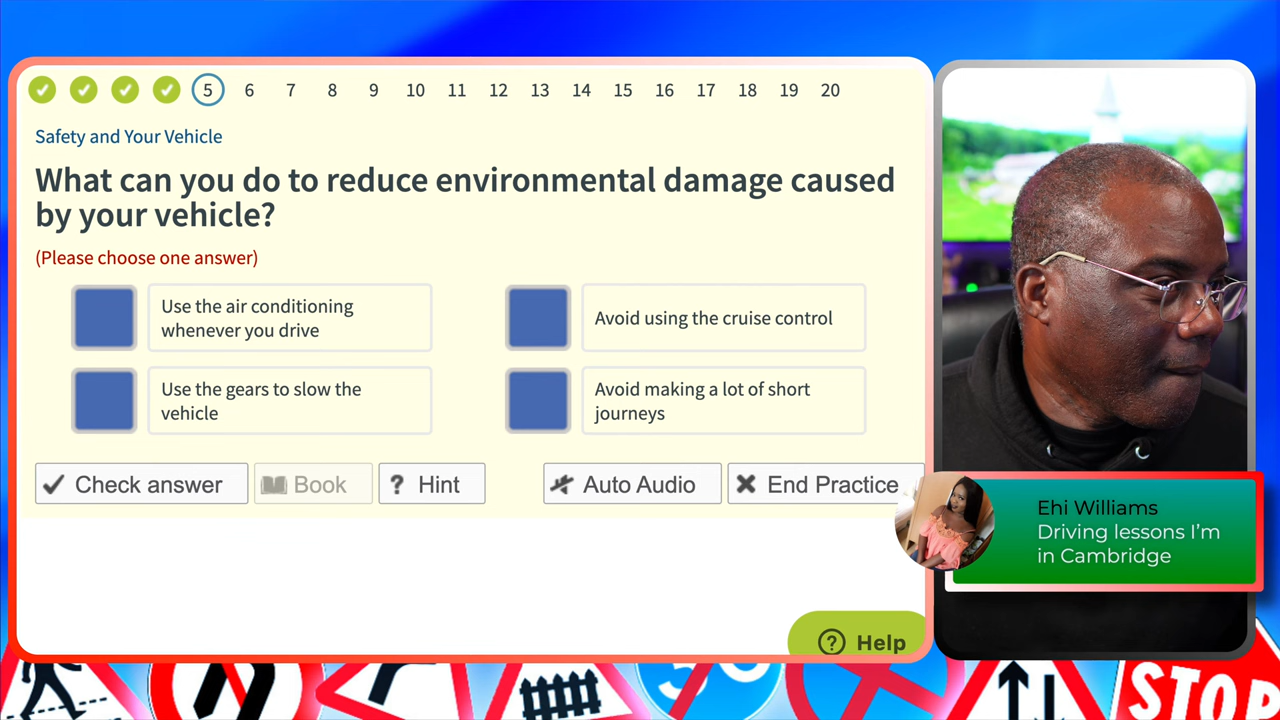 5 6 7 8 9 10 11 12 13 14 15 16 17 18 19 20
Safety and Your Vehicle
What can you do to reduce environmental damage caused
by your vehicle?
(Please choose one answer)
Use the air conditioning
whenever you drive
Avoid using the cruise control
Use the gears to slow the
vehicle
Avoid making a lot of short
journeys
Check answer
Book
? Hint
Auto Audio
End Practice
Ehi Williams
Driving lessons I'm
in Cambridge
? Help
STOP